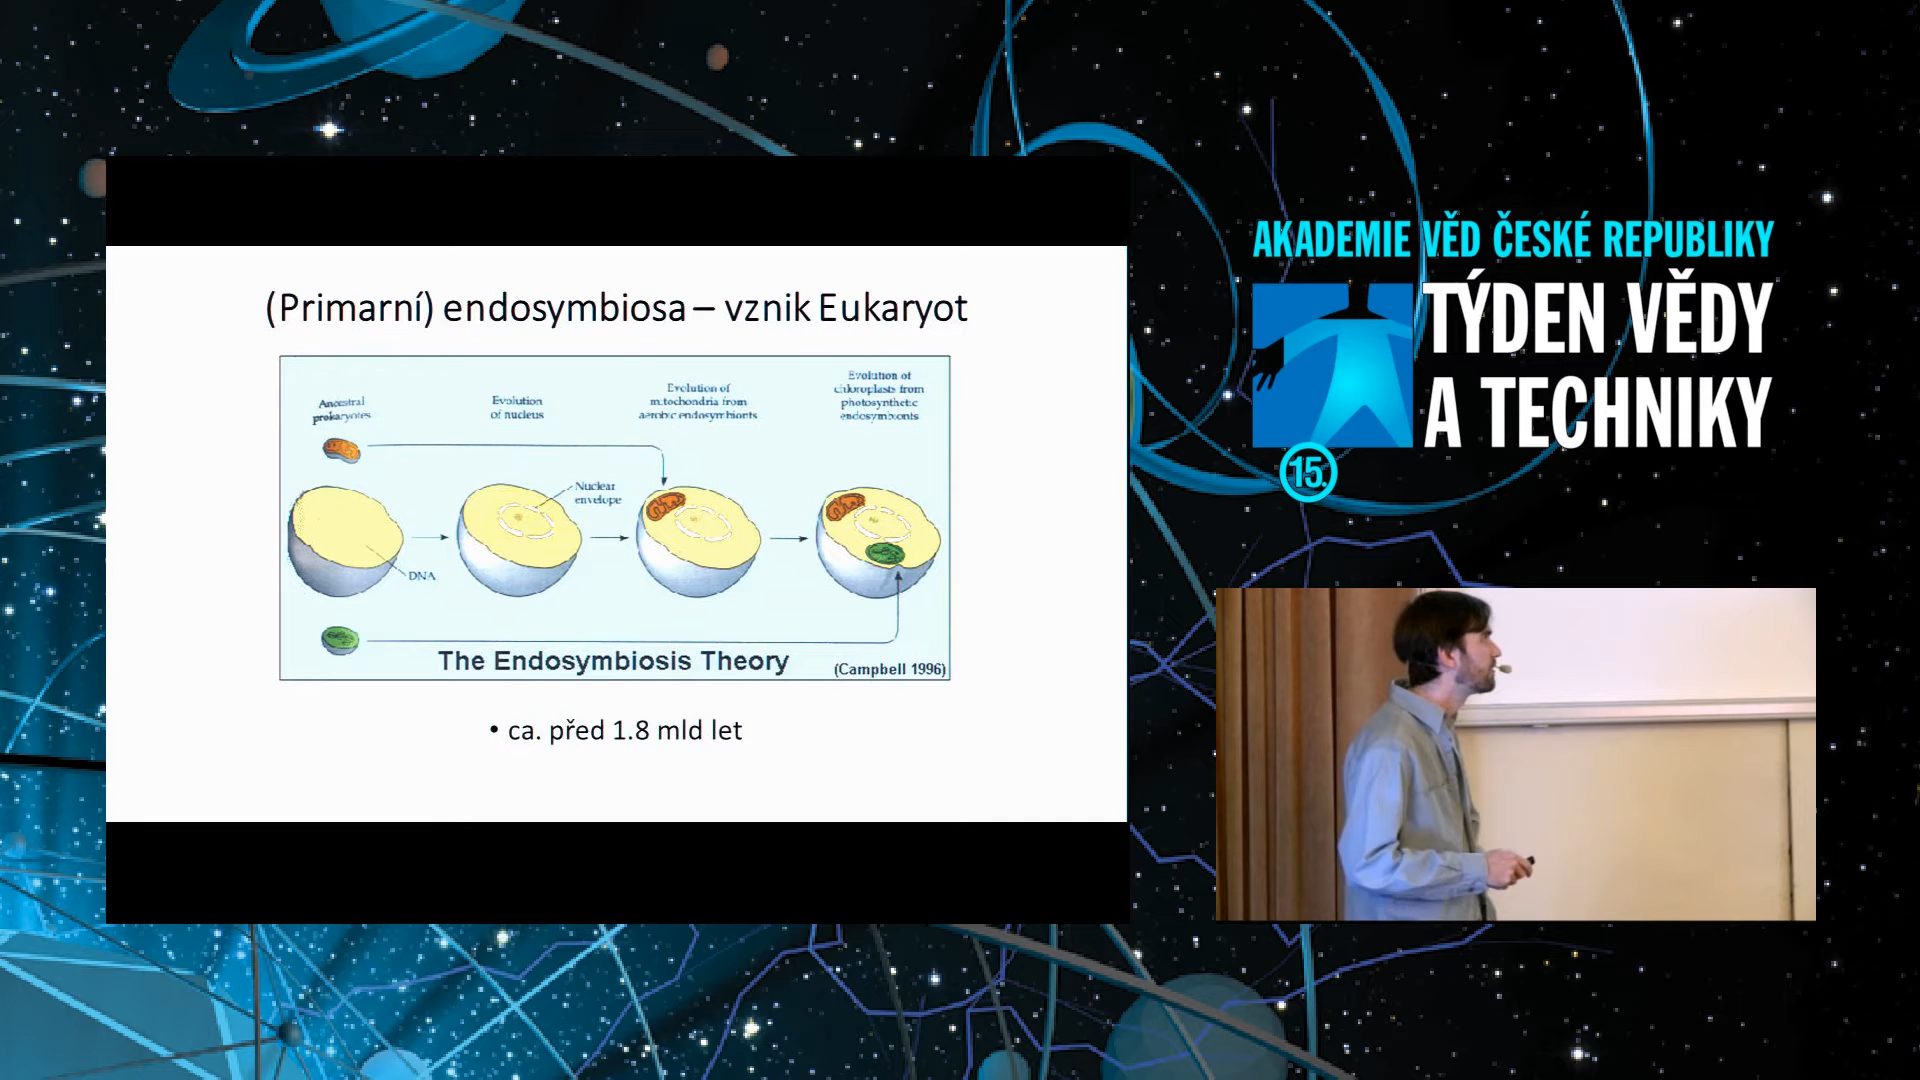 (Primarní) endosymbiosa – vznik Eukaryot
Ancestral
prokaryotes
Evolution
of nucleus
Evolution of
mitochondria from
aerobic endosymbionts
Evolution of
chloroplasts from
photosynthetic
endosymbionts
Nuclear
envelope
DNA
The Endosymbiosis Theory
(Campbell 1996)
• ca. před 1.8 mld let
AKADEMIE VĚD ČESKÉ REPUBLIKY
TÝDEN VĚDY
A TECHNIKY
15.